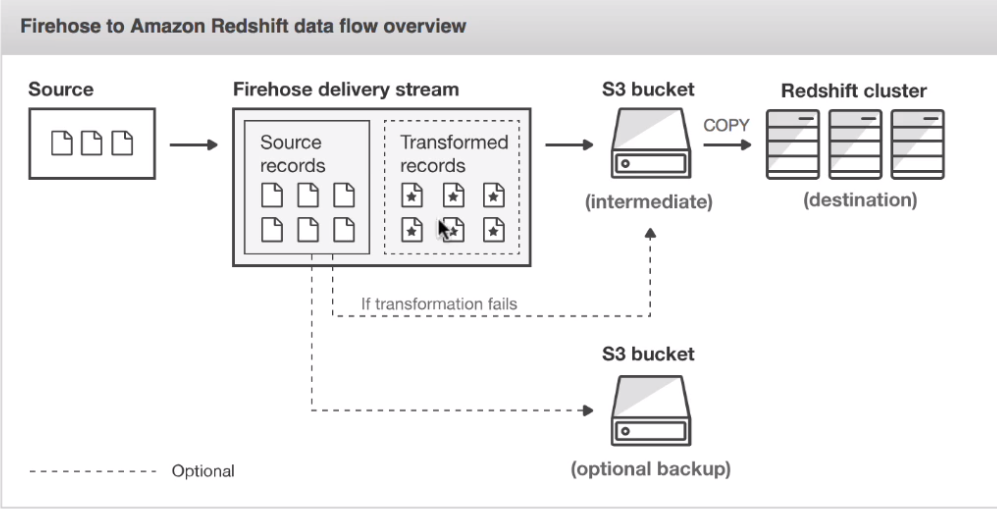 Firehose to Amazon Redshift data flow overview
Source
Firehose delivery stream
S3 bucket
Redshift cluster
Source
records
Transformed
records
COPY
(intermediate)
(destination)
If transformation fails
S3 bucket
(optional backup)
Optional